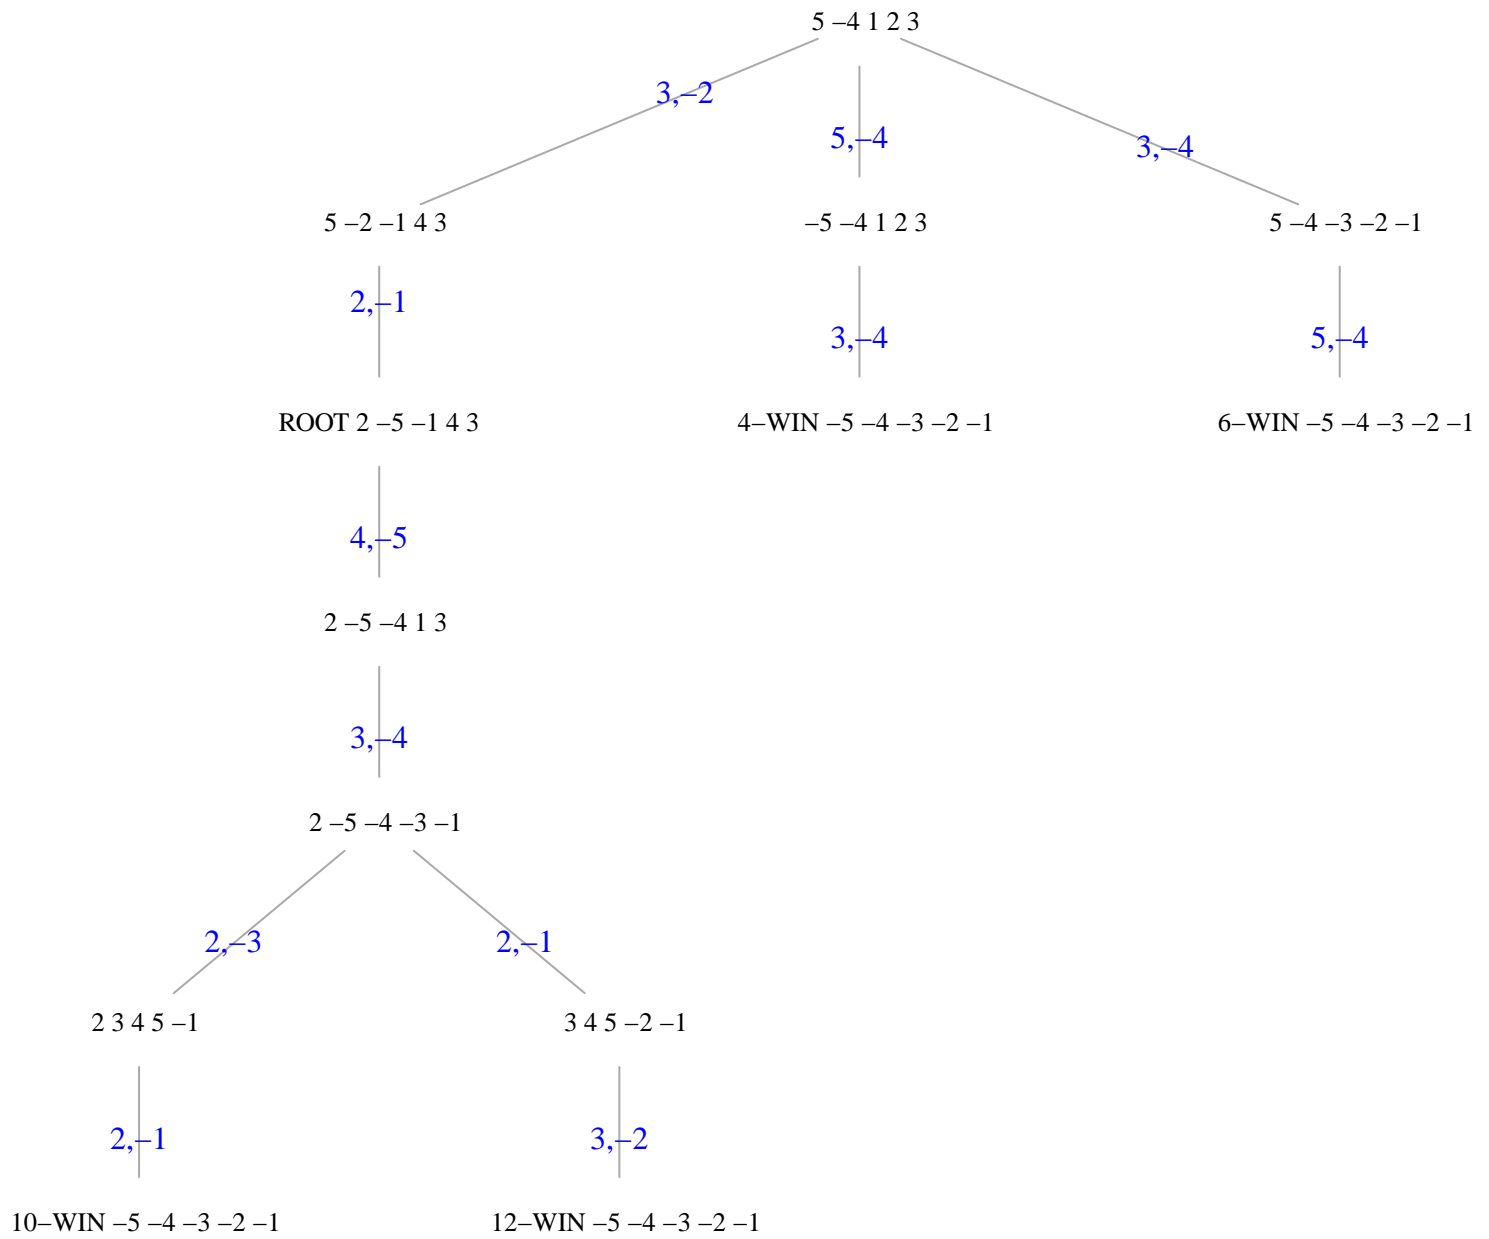 5 –4 1 2 3
3,–2
5,–4
3,–4
5 –2 –1 4 3
–5 –4 1 2 3
5 –4 –3 –2 –1
2,–1
3,–4
5,–4
ROOT 2 –5 –1 4 3
4–WIN –5 –4 –3 –2 –1
6–WIN –5 –4 –3 –2 –1
4,–5
2 –5 –4 1 3
3,–4
2 –5 –4 –3 –1
2,–3
2,–1
2 3 4 5 –1
3 4 5 –2 –1
2,–1
3,–2
10–WIN –5 –4 –3 –2 –1
12–WIN –5 –4 –3 –2 –1